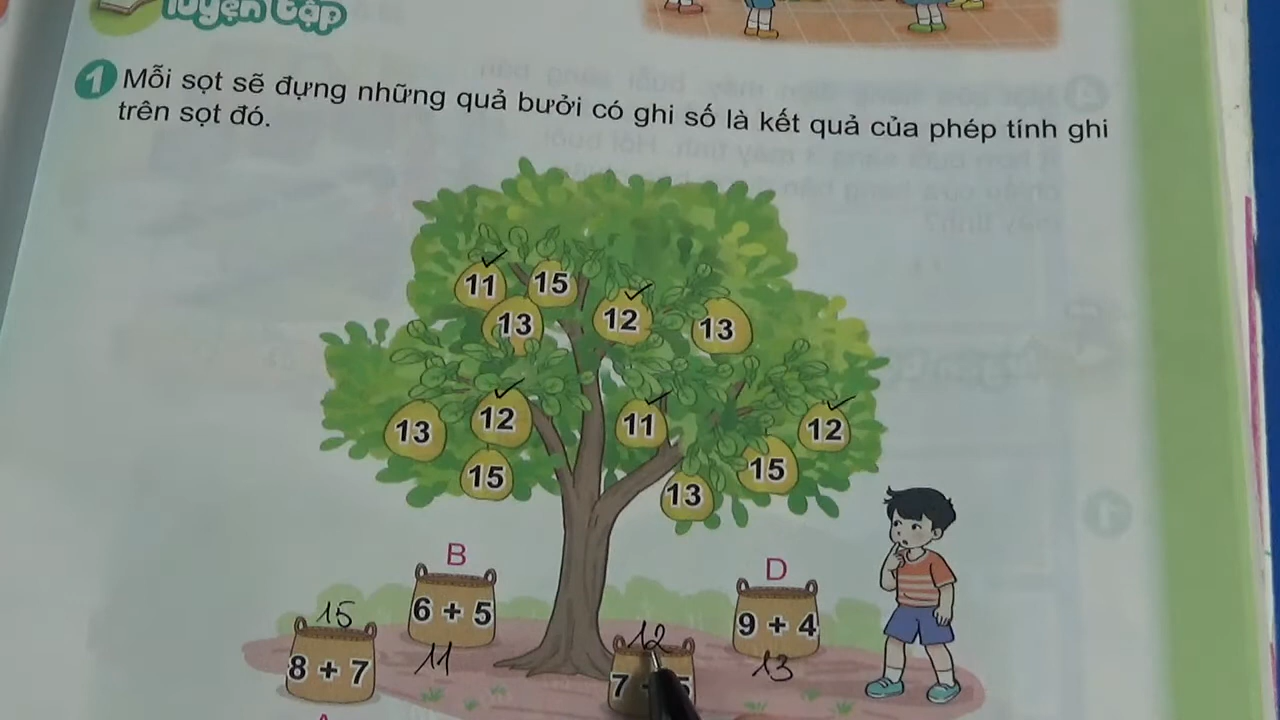 Luyện tập
1 Mỗi sọt sẽ đựng những quả bưởi có ghi số là kết quả của phép tính ghi
trên sọt đó.
11 15
13 12 13
13 12 11 12
15 13 15
B D
15 6 + 5 12 9 + 4
8 + 7 11 7 + 5 13